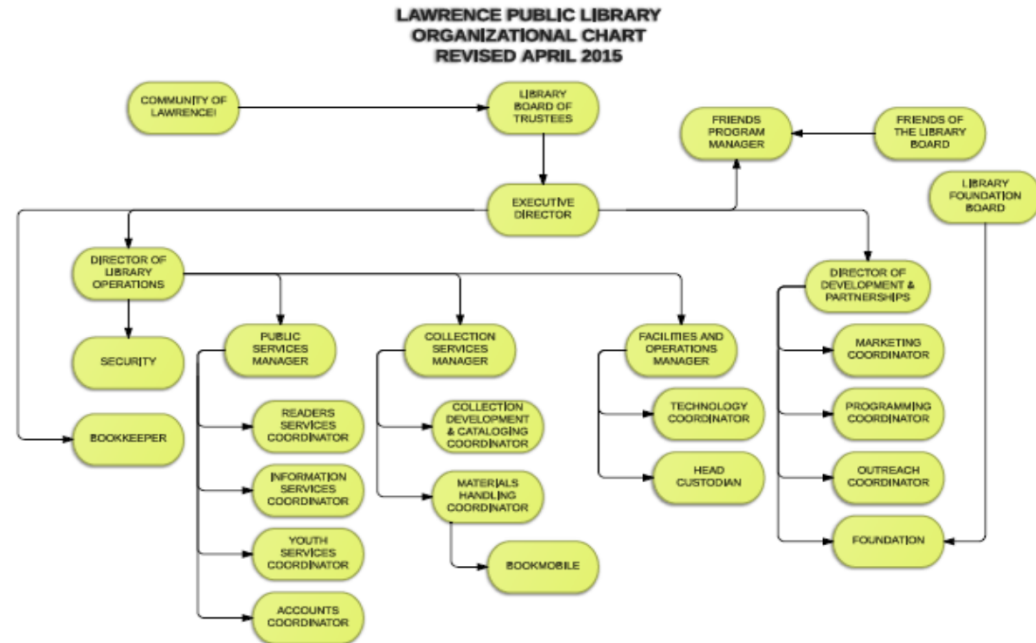 LAWRENCE PUBLIC LIBRARY
ORGANIZATIONAL CHART
REVISED APRIL 2015
COMMUNITY OF
LAWRENCE!
LIBRARY
BOARD OF
TRUSTEES
FRIENDS
PROGRAM
MANAGER
FRIENDS OF
THE LIBRARY
BOARD
LIBRARY
FOUNDATION
BOARD
EXECUTIVE
DIRECTOR
DIRECTOR OF
LIBRARY
OPERATIONS
DIRECTOR OF
DEVELOPMENT &
PARTNERSHIPS
SECURITY
PUBLIC
SERVICES
MANAGER
COLLECTION
SERVICES
MANAGER
FACILITIES AND
OPERATIONS
MANAGER
MARKETING
COORDINATOR
BOOKKEEPER
READERS
SERVICES
COORDINATOR
COLLECTION
DEVELOPMENT
& CATALOGING
COORDINATOR
TECHNOLOGY
COORDINATOR
PROGRAMMING
COORDINATOR
INFORMATION
SERVICES
COORDINATOR
MATERIALS
HANDLING
COORDINATOR
HEAD
CUSTODIAN
OUTREACH
COORDINATOR
YOUTH
SERVICES
COORDINATOR
BOOKMOBILE
FOUNDATION
ACCOUNTS
COORDINATOR